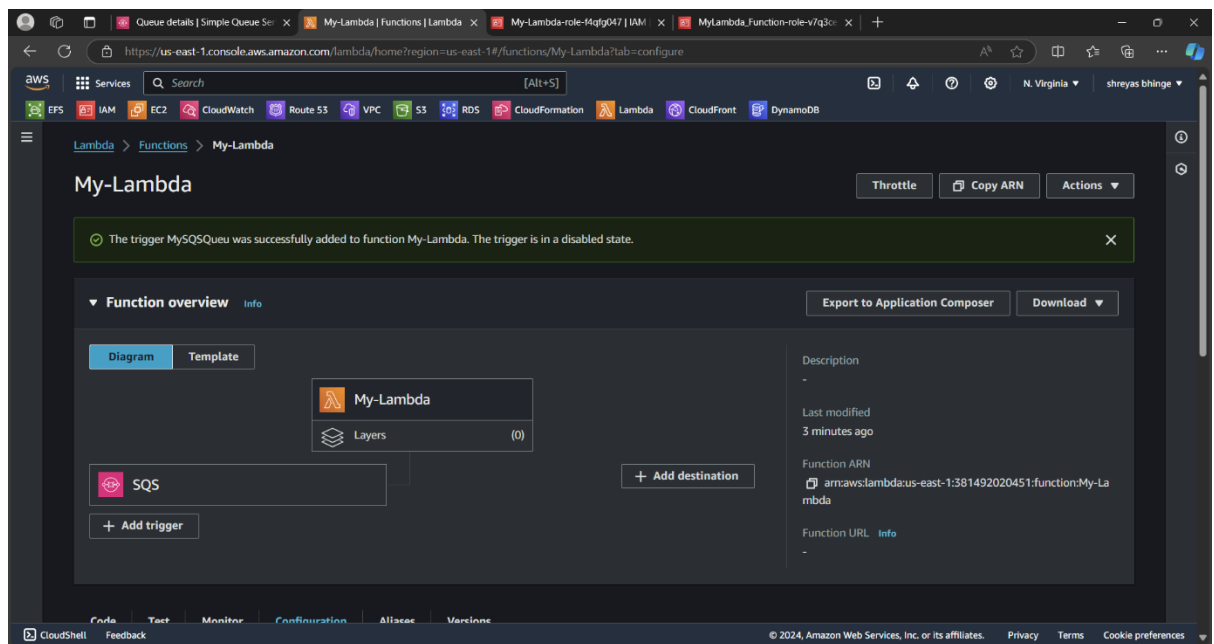 Queue details | Simple Queue Ser
My-Lambda | Functions | Lambda
My-Lambda-role-f4qfg047 | IAM |
MyLambda_Function-role-v7q3ce
https://us-east-1.console.aws.amazon.com/lambda/home?region=us-east-1#/functions/My-Lambda?tab=configure
aws Services Search [Alt+S] N. Virginia ▼ shreyas bhinge ▼
EFS IAM EC2 CloudWatch Route 53 VPC S3 RDS CloudFormation Lambda CloudFront DynamoDB
Lambda > Functions > My-Lambda
My-Lambda
Throttle Copy ARN Actions ▼
The trigger MySQSQueu was successfully added to function My-Lambda. The trigger is in a disabled state.
▼ Function overview Info
Export to Application Composer Download ▼
Diagram Template
My-Lambda
Layers (0)
SQS
+ Add trigger
+ Add destination
Description
-
Last modified
3 minutes ago
Function ARN
arn:aws:lambda:us-east-1:381492020451:function:My-La
mbda
Function URL Info
-
Code Test Monitor Configuration Aliases Versions
CloudShell Feedback © 2024, Amazon Web Services, Inc. or its affiliates. Privacy Terms Cookie preferences